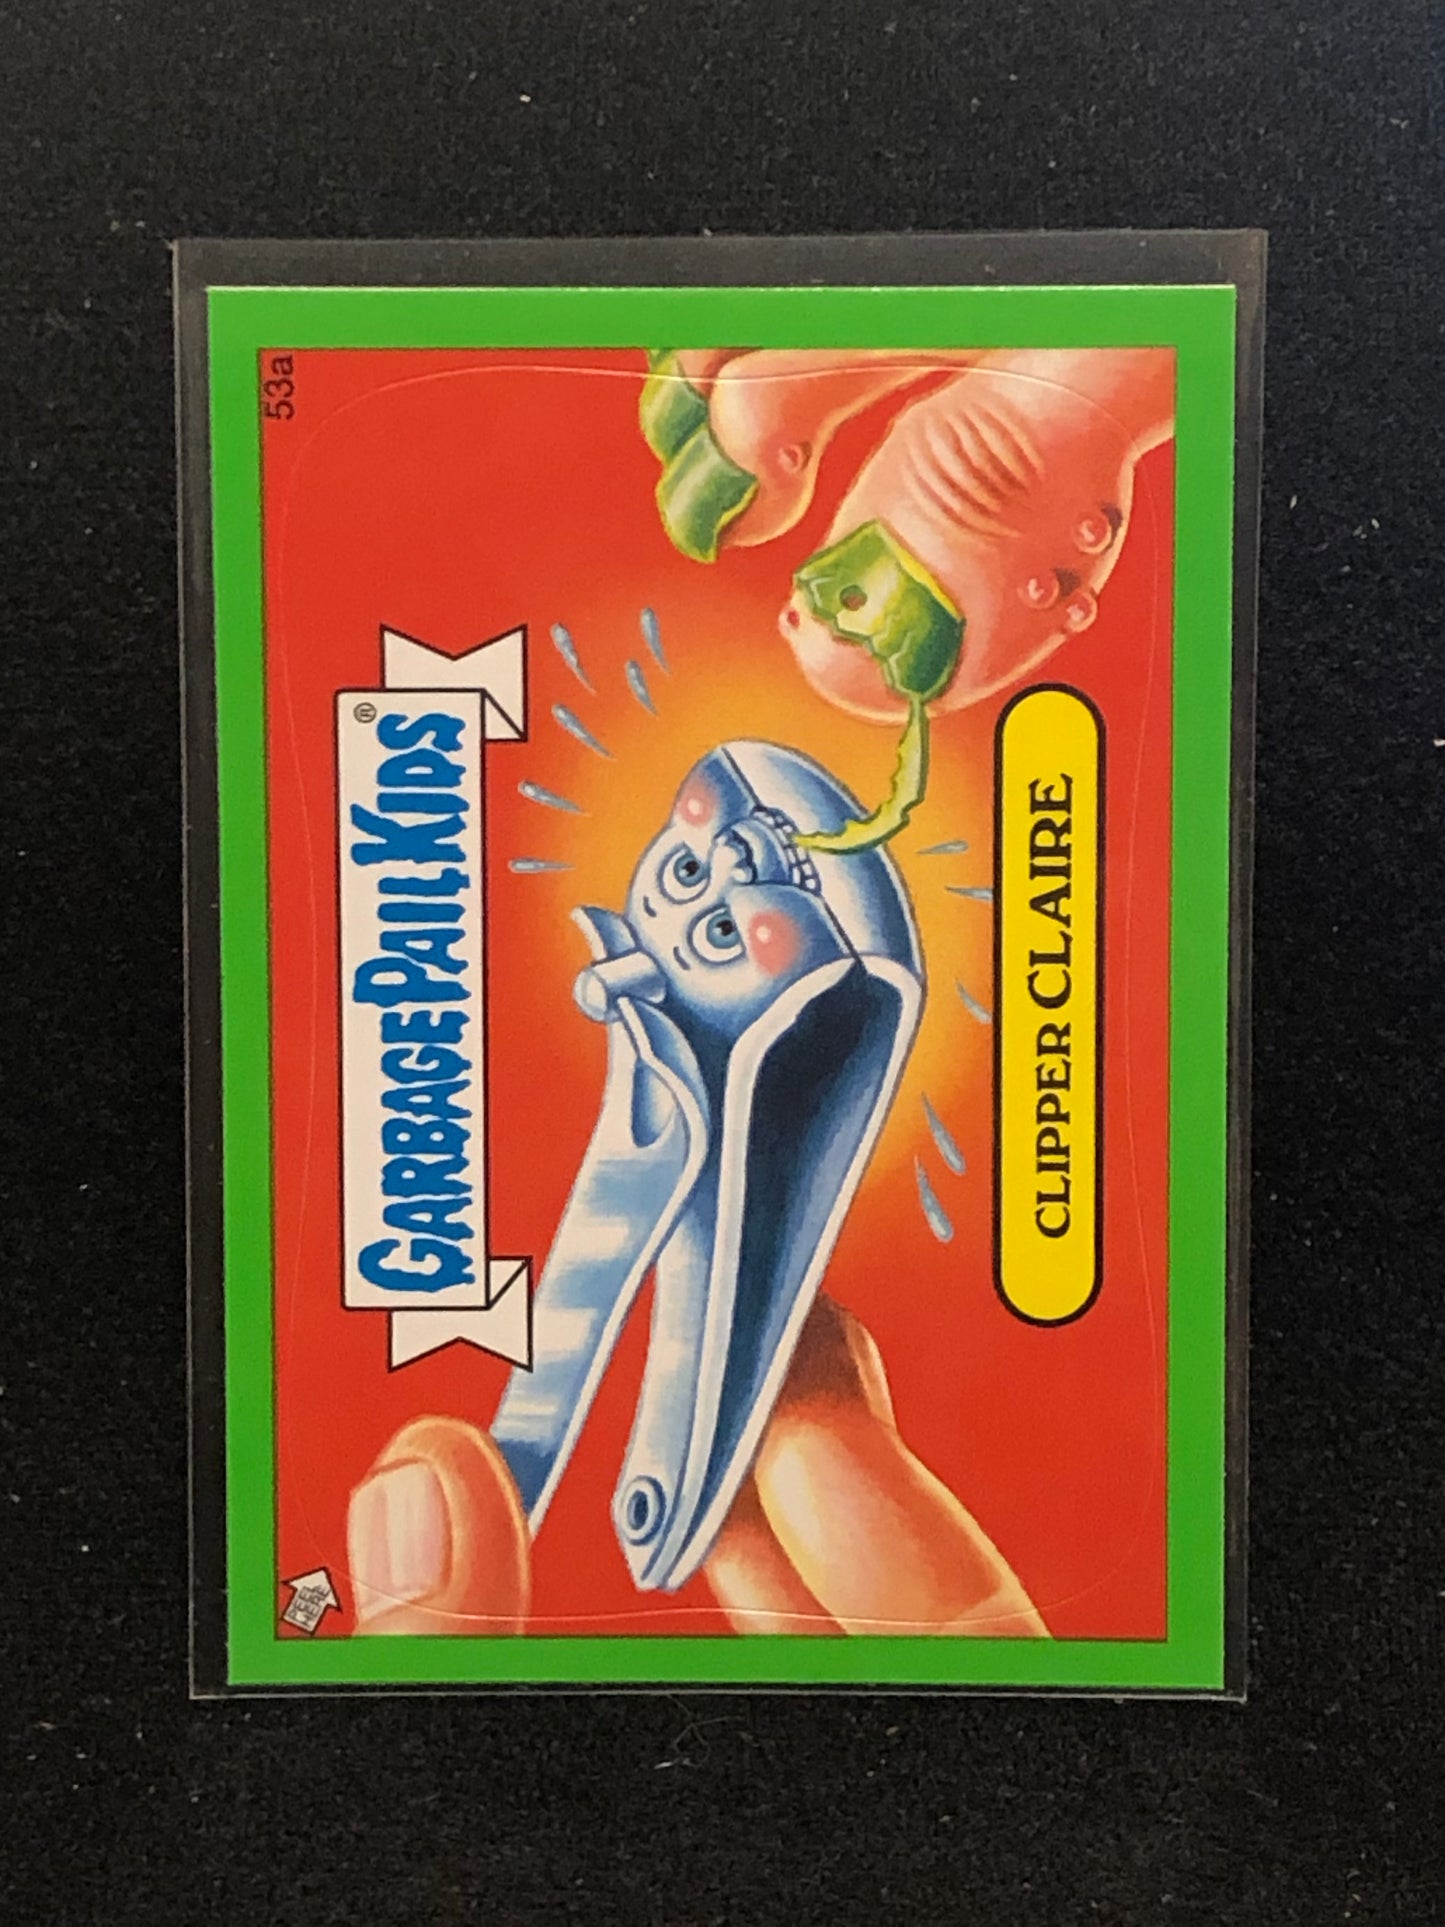 PEEL
HERE
53a
GARBAGE PAIL KIDS®
CLIPPER CLAIRE